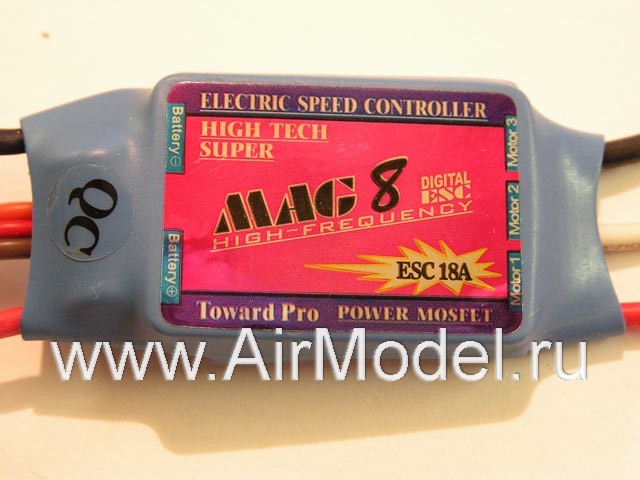 ELECTRIC SPEED CONTROLLER
HIGH TECH
SUPER
Battery⊖
Battery⊕
QC
MAG 8
DIGITAL
ESC
HIGH-FREQUENCY
ESC 18A
Motor 3
Motor 2
Motor 1
Toward Pro POWER MOSFET
www.AirModel.ru